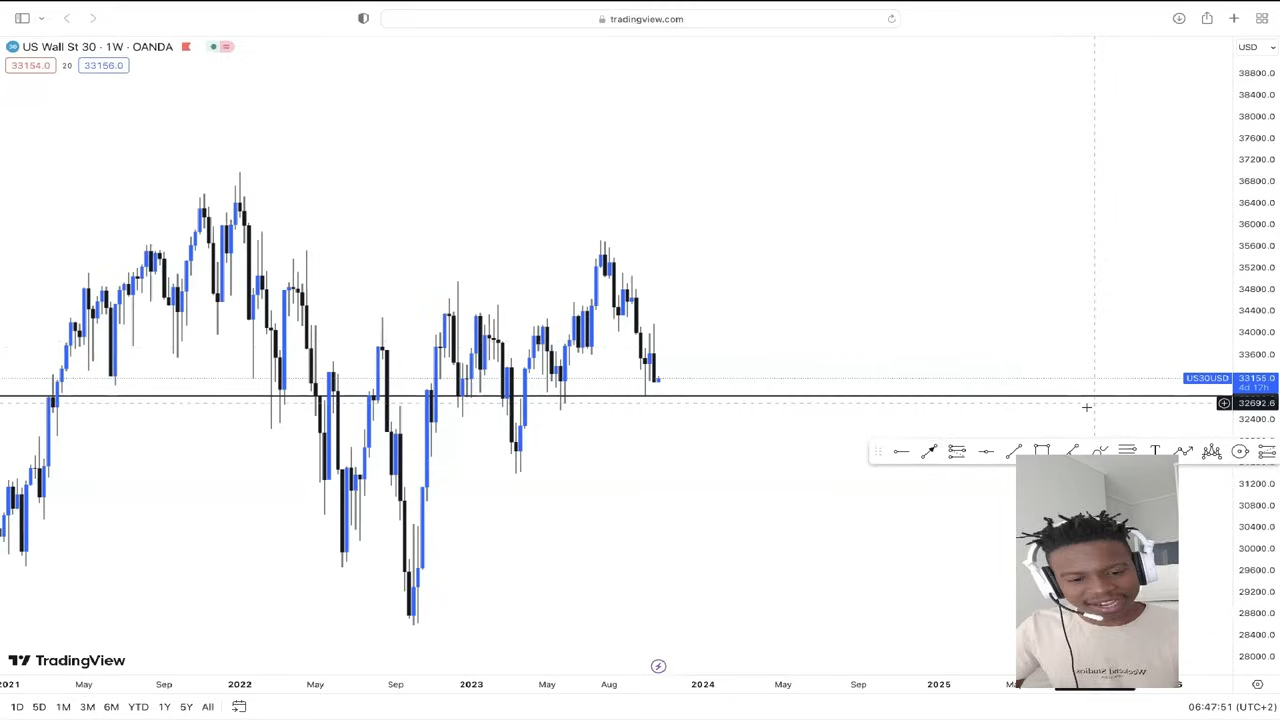 tradingview.com
US Wall St 30 · 1W · OANDA
33154.0 20 33156.0
USD
38800.0
38400.0
38000.0
37600.0
37200.0
36800.0
36400.0
36000.0
35600.0
35200.0
34800.0
34400.0
34000.0
33600.0
US30USD 33155.0
4d 12h
32692.6
32400.0
31200.0
30800.0
30400.0
30000.0
29600.0
29200.0
28800.0
28400.0
28000.0
TradingView
2021 May Sep 2022 May Sep 2023 May Aug 2024 May Sep 2025
1D 5D 1M 3M 6M YTD 1Y 5Y All
06:47:51 (UTC+2)